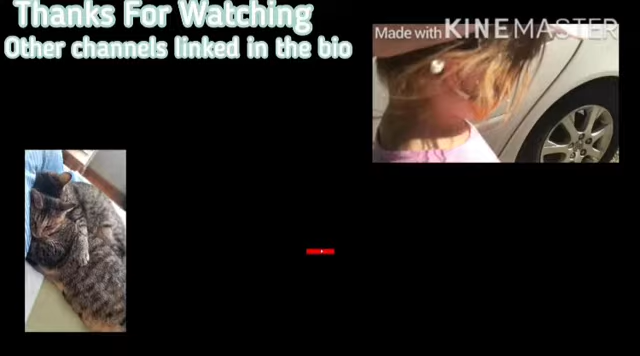 Thanks For Watching
Other channels linked in the bio
Made with KINEMASTER